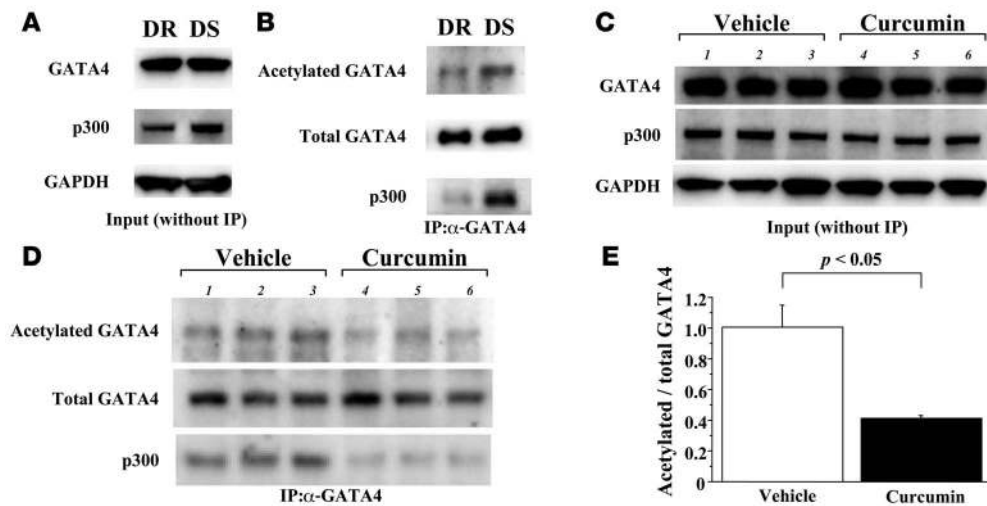 A
DR DS
GATA4
p300
GAPDH
Input (without IP)
B
DR DS
Acetylated GATA4
Total GATA4
p300
IP:α-GATA4
C
Vehicle Curcumin
1 2 3 4 5 6
GATA4
p300
GAPDH
Input (without IP)
D
Vehicle Curcumin
1 2 3 4 5 6
Acetylated GATA4
Total GATA4
p300
IP:α-GATA4
E
p < 0.05
Acetylated / total GATA4
1.2
1.0
0.8
0.6
0.4
0.2
0
Vehicle Curcumin